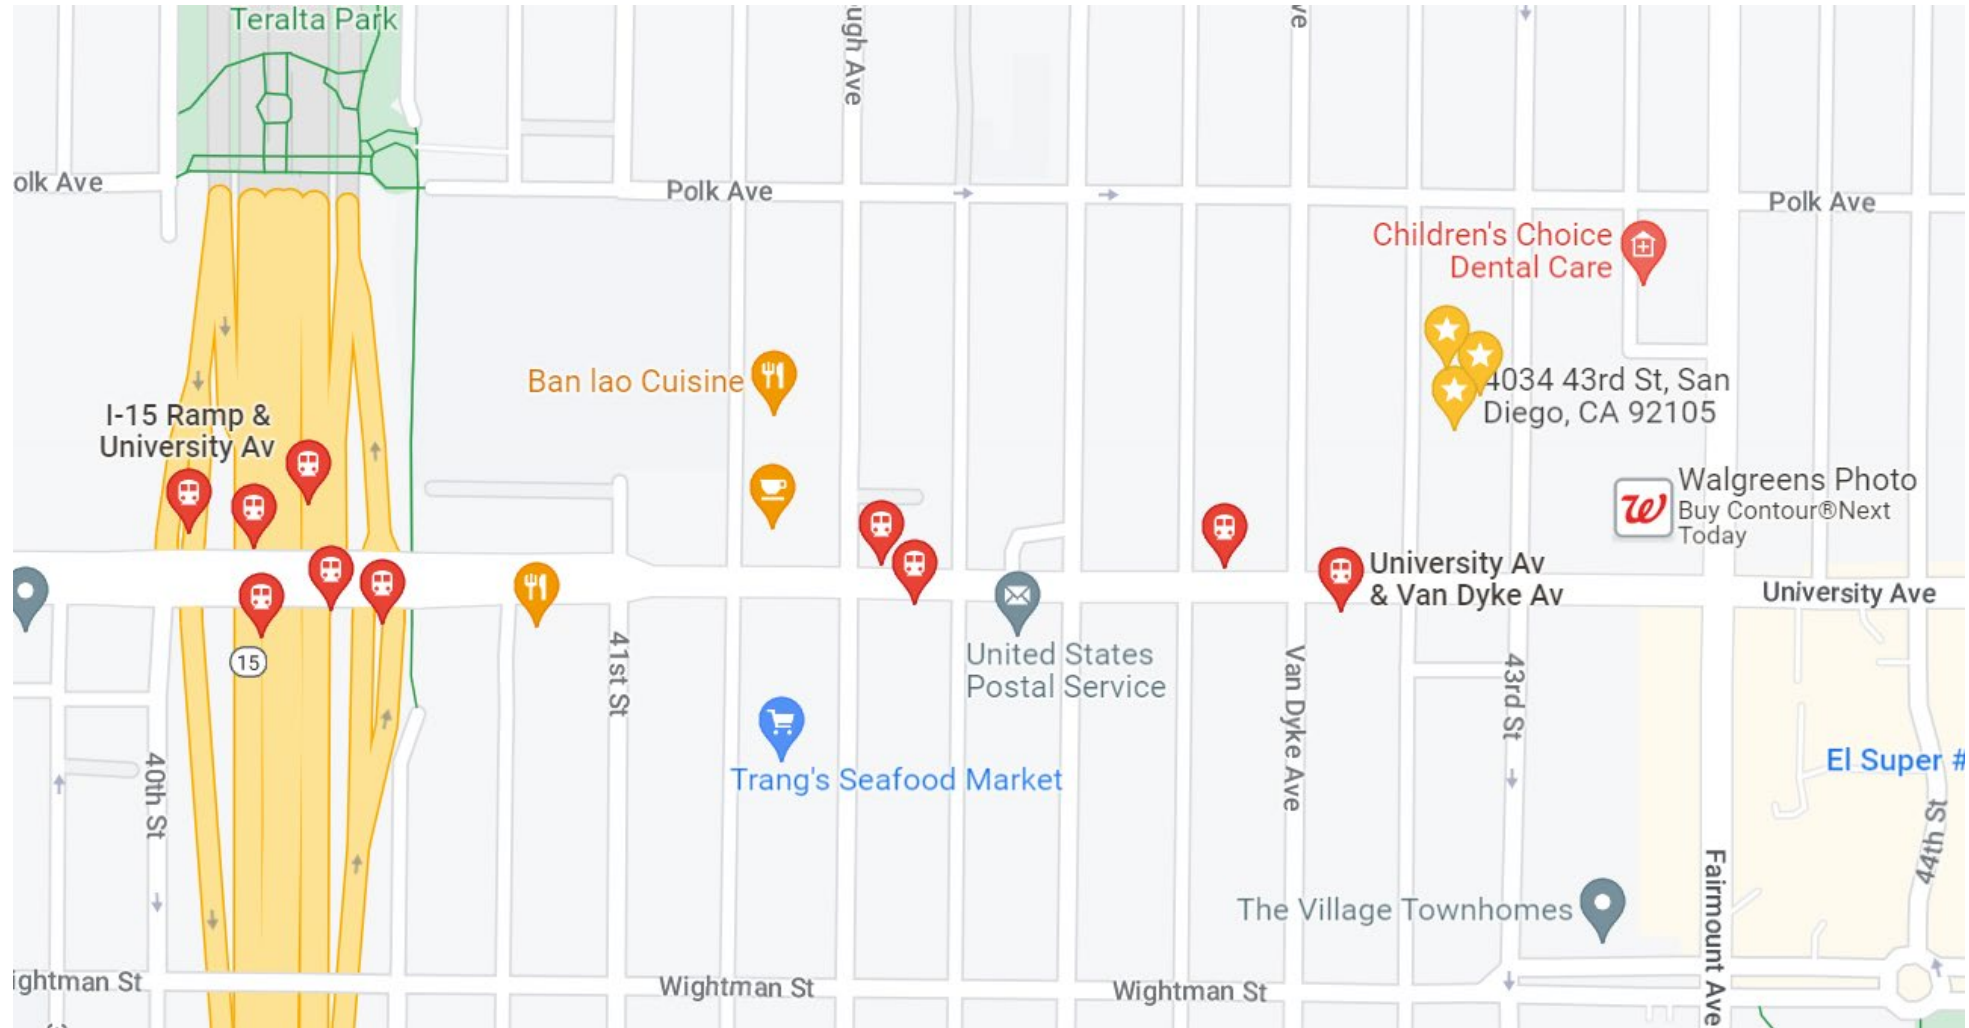 Teralta Park
ugh Ave
ve
olk Ave
Polk Ave
Polk Ave
Children's Choice
Dental Care
Ban lao Cuisine
4034 43rd St, San
Diego, CA 92105
I-15 Ramp &
University Av
Walgreens Photo
Buy Contour®Next
Today
University Av
& Van Dyke Av
University Ave
15
41st St
United States
Postal Service
Van Dyke Ave
43rd St
Trang's Seafood Market
40th St
El Super #
44th St
Fairmount Ave
The Village Townhomes
ightman St
Wightman St
Wightman St